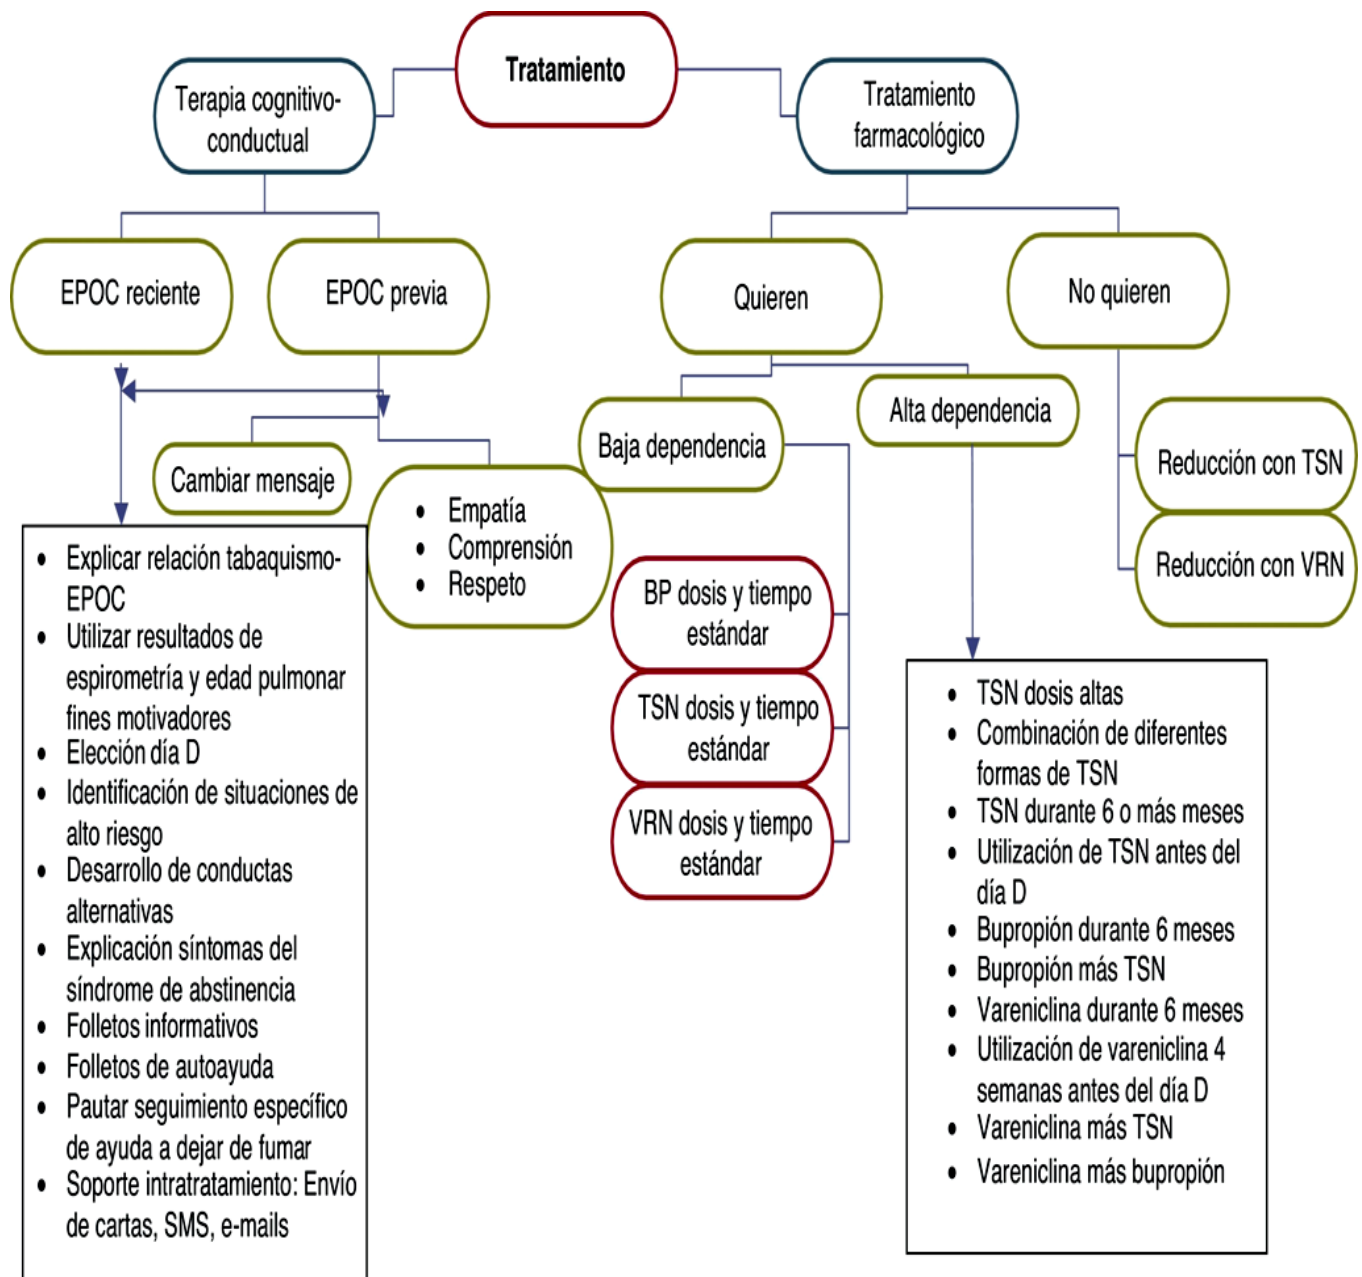 Tratamiento
Terapia cognitivo-
conductual
Tratamiento
farmacológico
EPOC reciente
EPOC previa
Quieren
No quieren
Cambiar mensaje
• Empatía
• Comprensión
• Respeto
Baja dependencia
Alta dependencia
Reducción con TSN
Reducción con VRN
BP dosis y tiempo
estándar
TSN dosis y tiempo
estándar
VRN dosis y tiempo
estándar
• Explicar relación tabaquismo-
EPOC
• Utilizar resultados de
espirometría y edad pulmonar
fines motivadores
• Elección día D
• Identificación de situaciones de
alto riesgo
• Desarrollo de conductas
alternativas
• Explicación síntomas del
síndrome de abstinencia
• Folletos informativos
• Folletos de autoayuda
• Pautar seguimiento específico
de ayuda a dejar de fumar
• Soporte intratratamiento: Envío
de cartas, SMS, e-mails
• TSN dosis altas
• Combinación de diferentes
formas de TSN
• TSN durante 6 o más meses
• Utilización de TSN antes del
día D
• Bupropión durante 6 meses
• Bupropión más TSN
• Vareniclina durante 6 meses
• Utilización de vareniclina 4
semanas antes del día D
• Vareniclina más TSN
• Vareniclina más bupropión